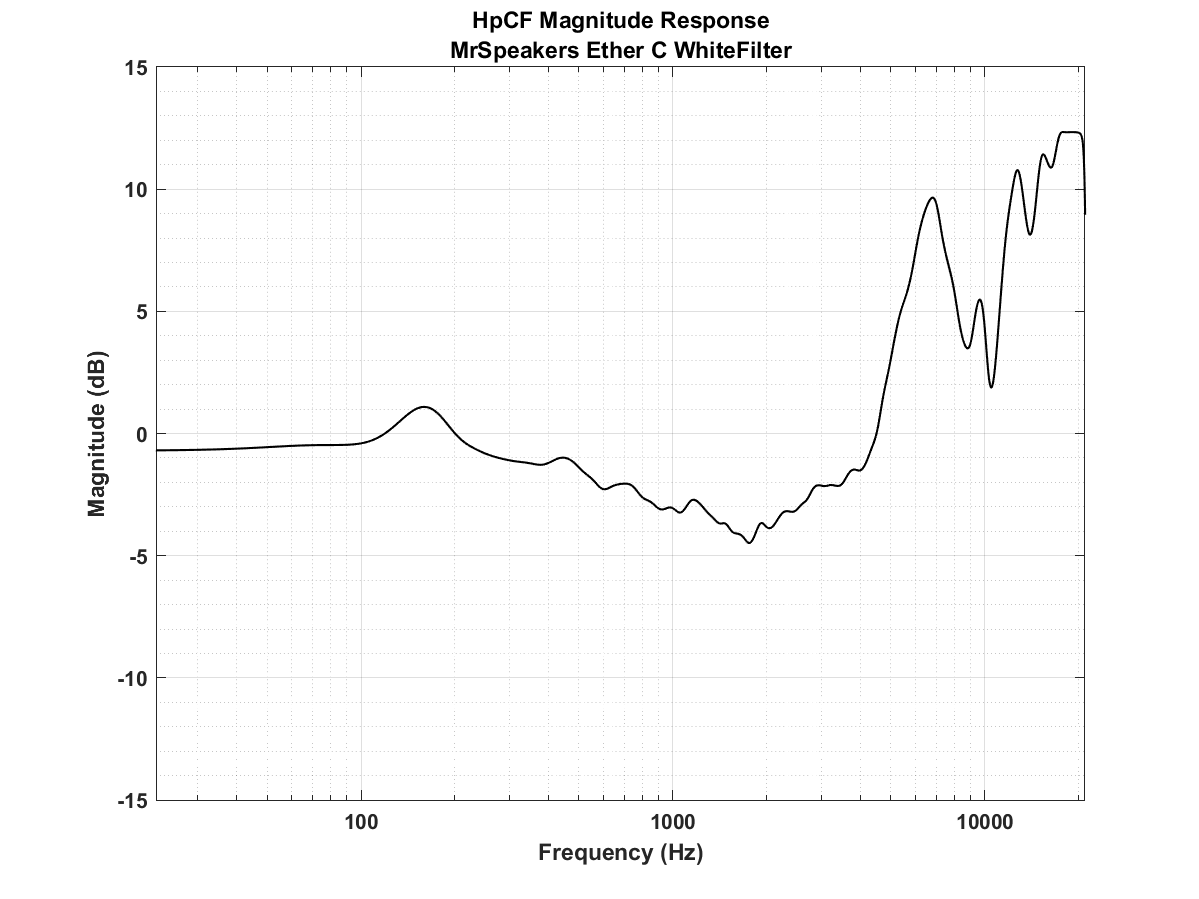 HpCF Magnitude Response
MrSpeakers Ether C WhiteFilter
15
10
5
0
-5
-10
-15
Magnitude (dB)
100
1000
10000
Frequency (Hz)